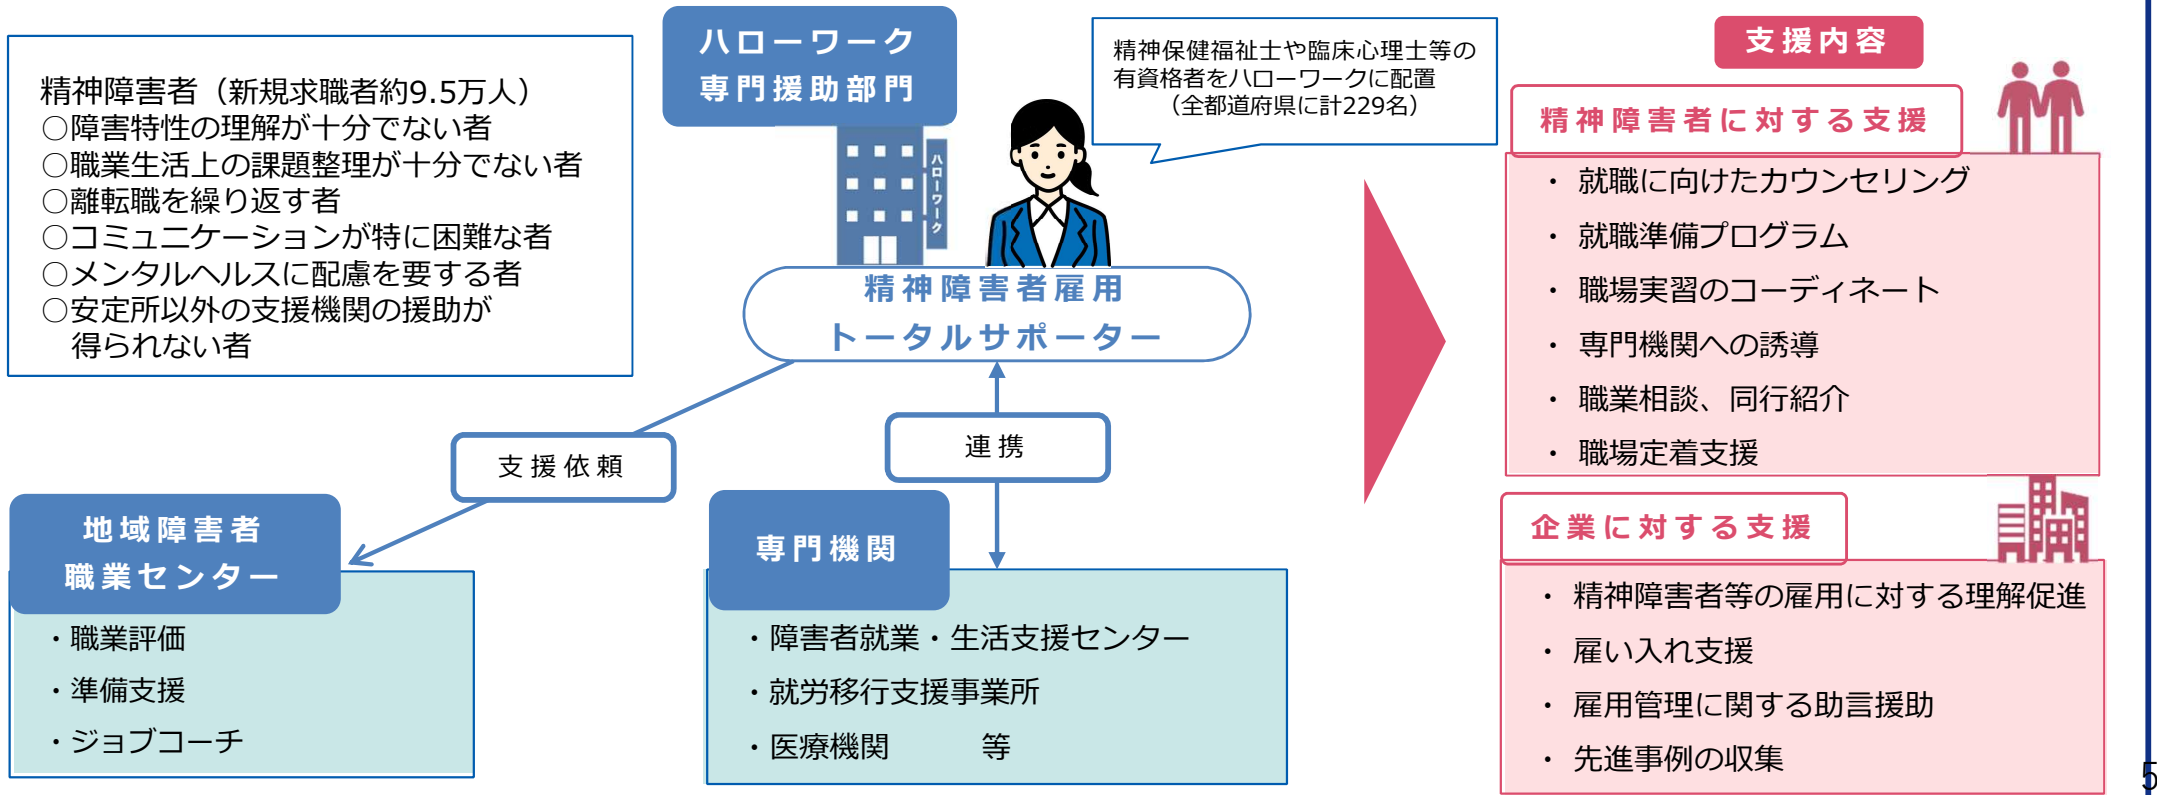 精神障害者（新規求職者約9.5万人）
○障害特性の理解が十分でない者
○職業生活上の課題整理が十分でない者
○離転職を繰り返す者
○コミュニケーションが特に困難な者
○メンタルヘルスに配慮を要する者
○安定所以外の支援機関の援助が
得られない者
ハローワーク
専門援助部門
ハローワーク
精神保健福祉士や臨床心理士等の
有資格者をハローワークに配置
（全都道府県に計229名）
精神障害者雇用
トータルサポーター
支援依頼
連携
地域障害者
職業センター
・職業評価
・準備支援
・ジョブコーチ
専門機関
・障害者就業・生活支援センター
・就労移行支援事業所
・医療機関　　　等
支援内容
精神障害者に対する支援
・ 就職に向けたカウンセリング
・ 就職準備プログラム
・ 職場実習のコーディネート
・ 専門機関への誘導
・ 職業相談、同行紹介
・ 職場定着支援
企業に対する支援
・ 精神障害者等の雇用に対する理解促進
・ 雇い入れ支援
・ 雇用管理に関する助言援助
・ 先進事例の収集
5